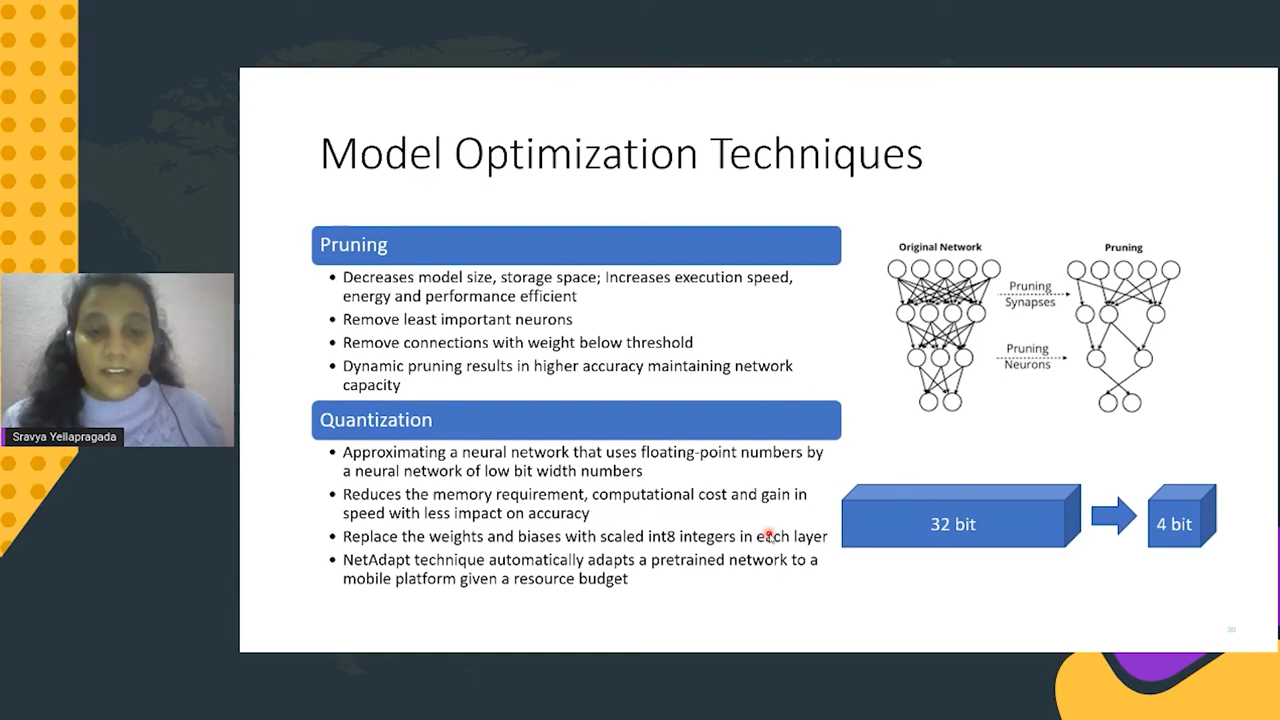 Model Optimization Techniques
Pruning
• Decreases model size, storage space; Increases execution speed,
energy and performance efficient
• Remove least important neurons
• Remove connections with weight below threshold
• Dynamic pruning results in higher accuracy maintaining network
capacity
Quantization
• Approximating a neural network that uses floating-point numbers by
a neural network of low bit width numbers
• Reduces the memory requirement, computational cost and gain in
speed with less impact on accuracy
• Replace the weights and biases with scaled int8 integers in each layer
• NetAdapt technique automatically adapts a pretrained network to a
mobile platform given a resource budget
Original Network
Pruning
Pruning
Synapses
Pruning
Neurons
32 bit
4 bit
Sravya Yellapragada